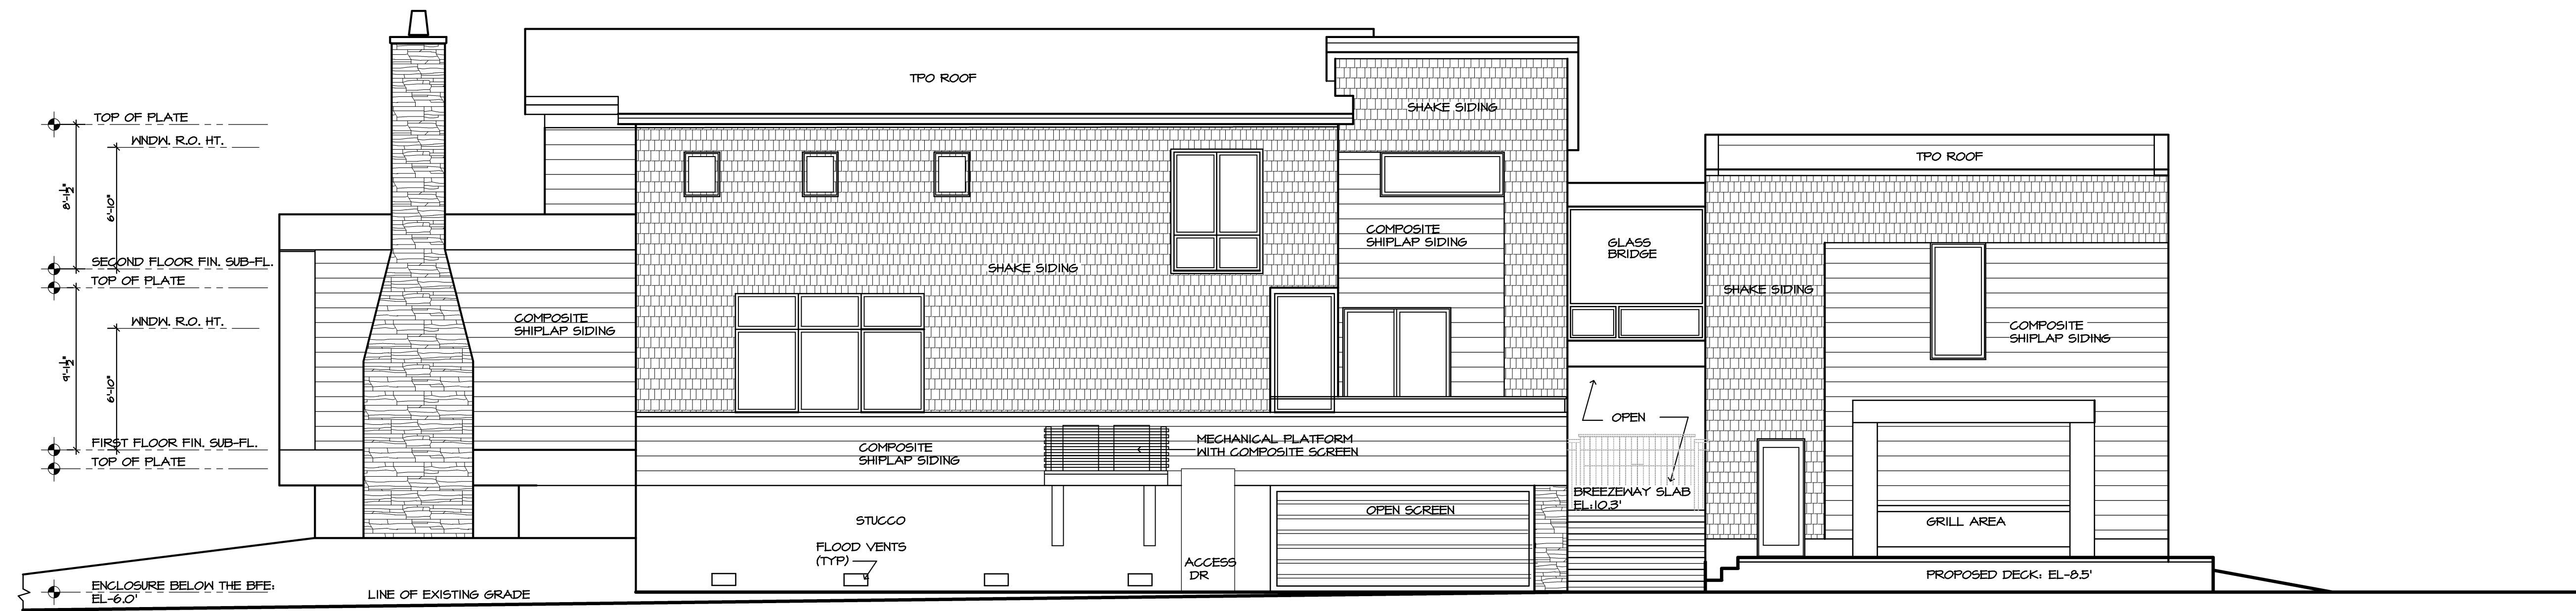 TPO ROOF
SHAKE SIDING
TOP OF PLATE
WNDW. R.O. HT.
TPO ROOF
8'-1½"
6'-10"
COMPOSITE
SHIPLAP SIDING
GLASS
BRIDGE
SECOND FLOOR FIN. SUB-FL.
SHAKE SIDING
TOP OF PLATE
SHAKE SIDING
WNDW. R.O. HT.
COMPOSITE
SHIPLAP SIDING
COMPOSITE
SHIPLAP SIDING
9'-1½"
6'-10"
OPEN
FIRST FLOOR FIN. SUB-FL.
TOP OF PLATE
COMPOSITE
SHIPLAP SIDING
MECHANICAL PLATFORM
WITH COMPOSITE SCREEN
BREEZEWAY SLAB
EL:10.3'
OPEN SCREEN
STUCCO
GRILL AREA
FLOOD VENTS
(TYP)
ACCESS
DR
PROPOSED DECK: EL-8.5'
ENCLOSURE BELOW THE BFE:
EL-6.0'
LINE OF EXISTING GRADE